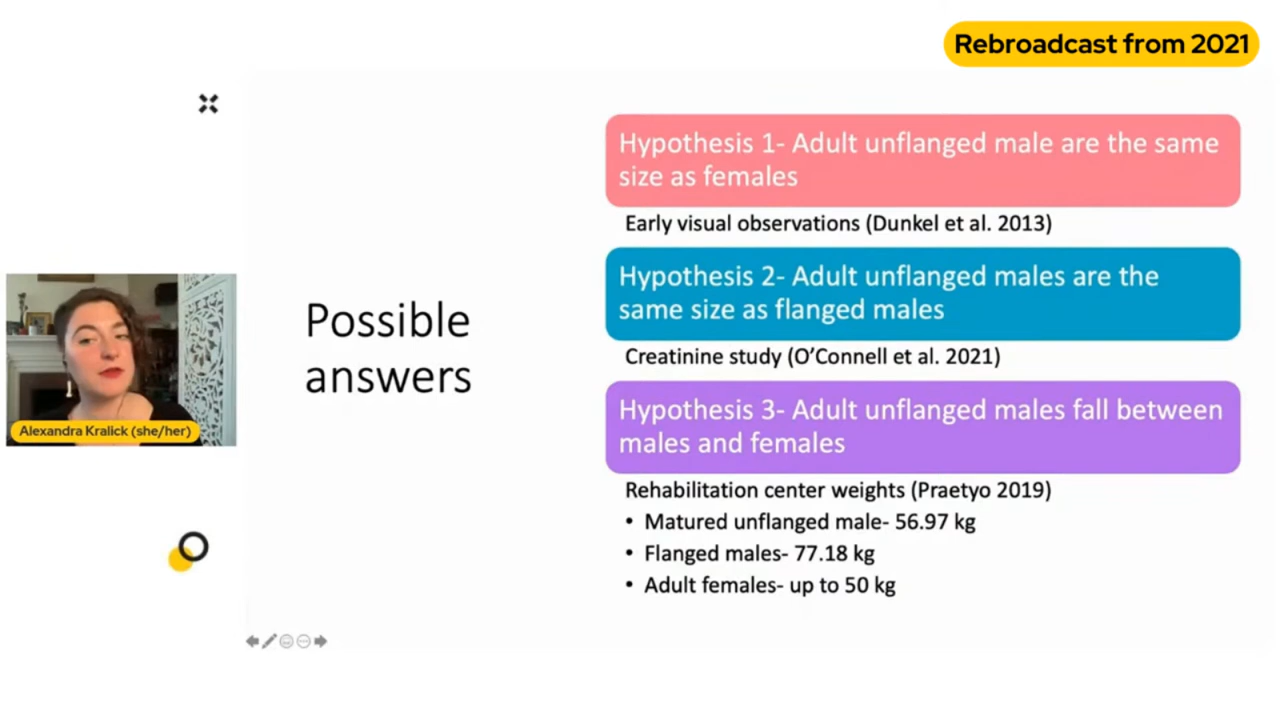 Rebroadcast from 2021
Hypothesis 1- Adult unflanged male are the same
size as females
Early visual observations (Dunkel et al. 2013)
Hypothesis 2- Adult unflanged males are the
same size as flanged males
Creatinine study (O'Connell et al. 2021)
Possible
answers
Hypothesis 3- Adult unflanged males fall between
males and females
Rehabilitation center weights (Praetyo 2019)
• Matured unflanged male- 56.97 kg
• Flanged males- 77.18 kg
• Adult females- up to 50 kg
Alexandra Kralick (she/her)